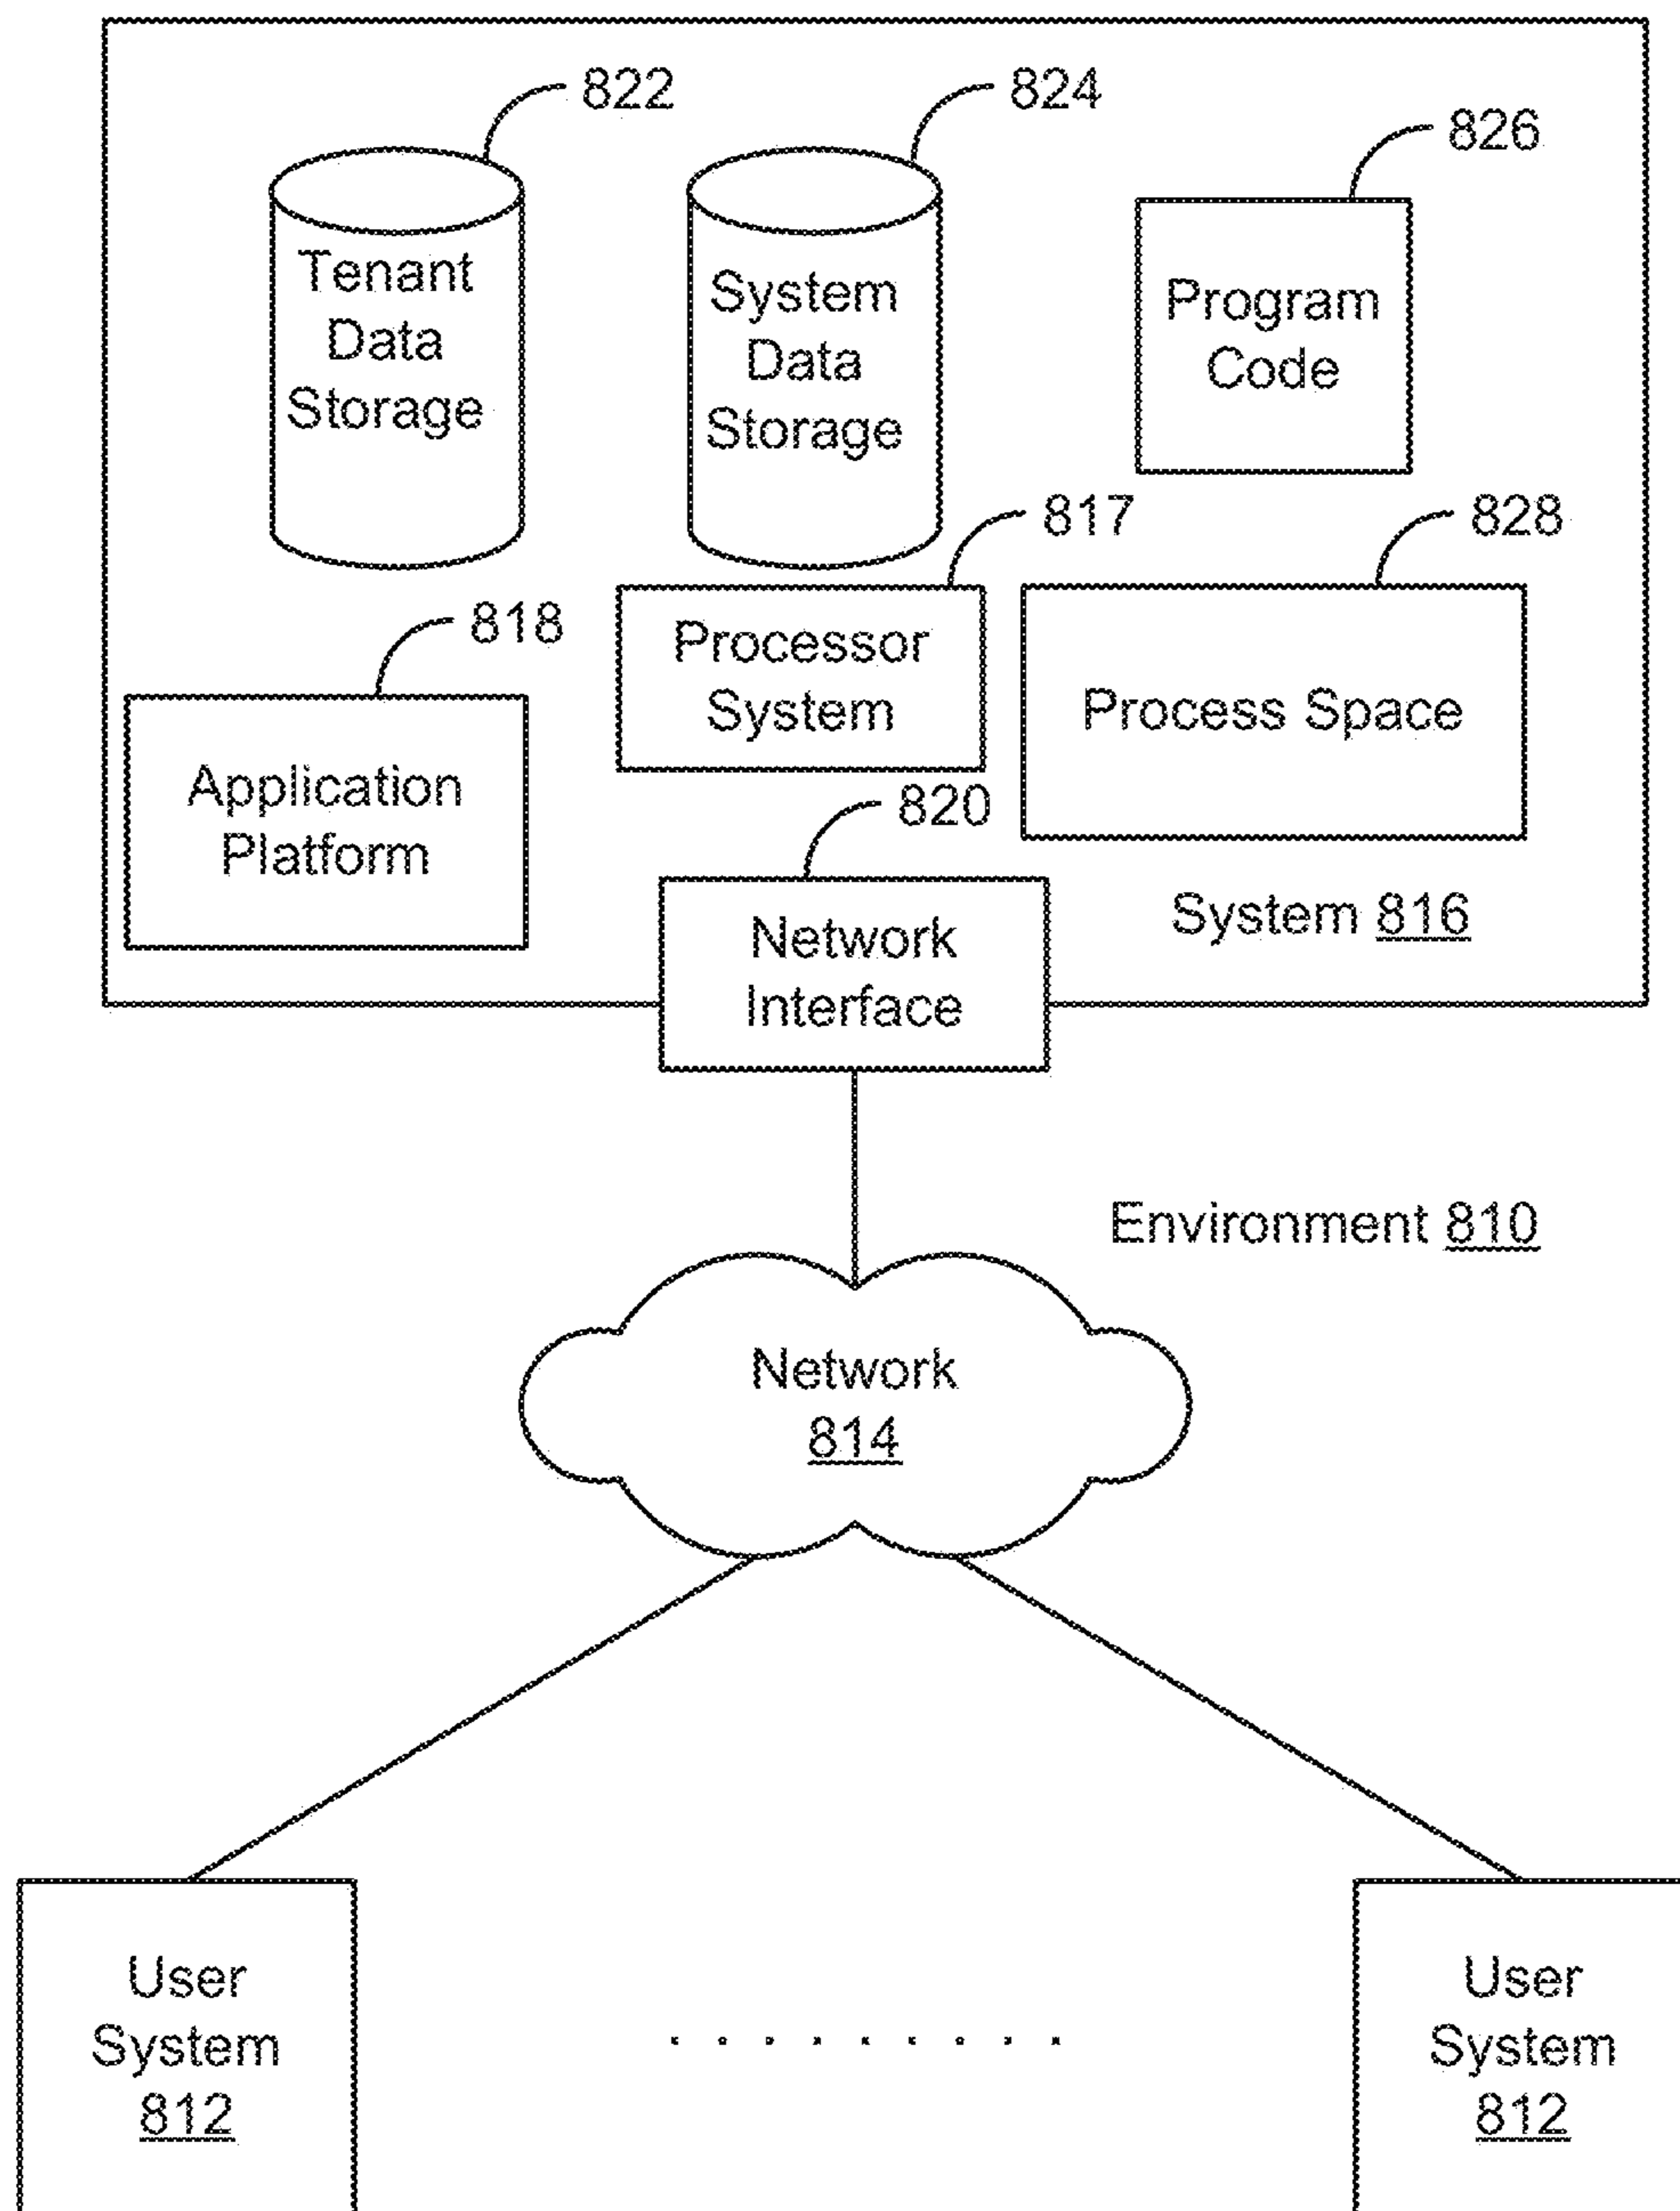 822
824
826
Tenant
Data
Storage
System
Data
Storage
Program
Code
817
828
818
Processor
System
Process Space
Application
Platform
820
Network
Interface
System 816
Environment 810
Network
814
User
System
812
User
System
812